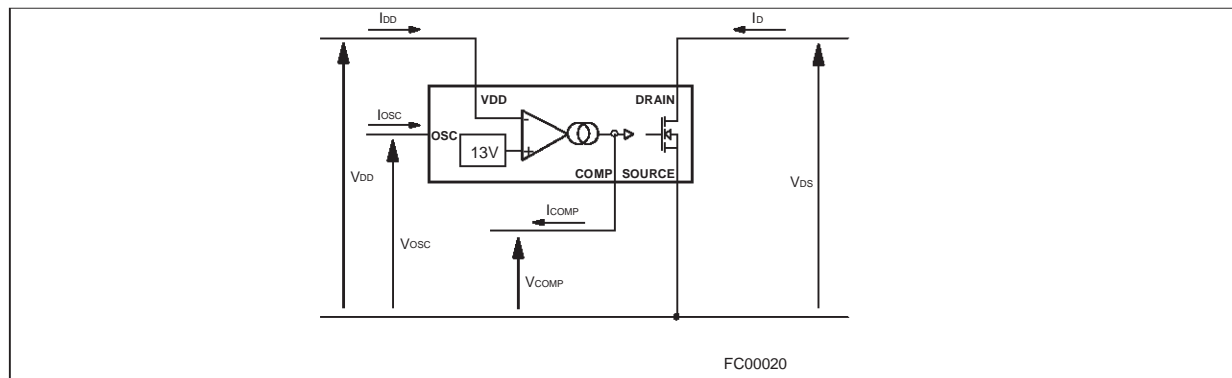 IDD
ID
VDD
DRAIN
IOSC
OSC
-
13V
+
COMP SOURCE
VDD
VDS
ICOMP
VOSC
VCOMP
FC00020